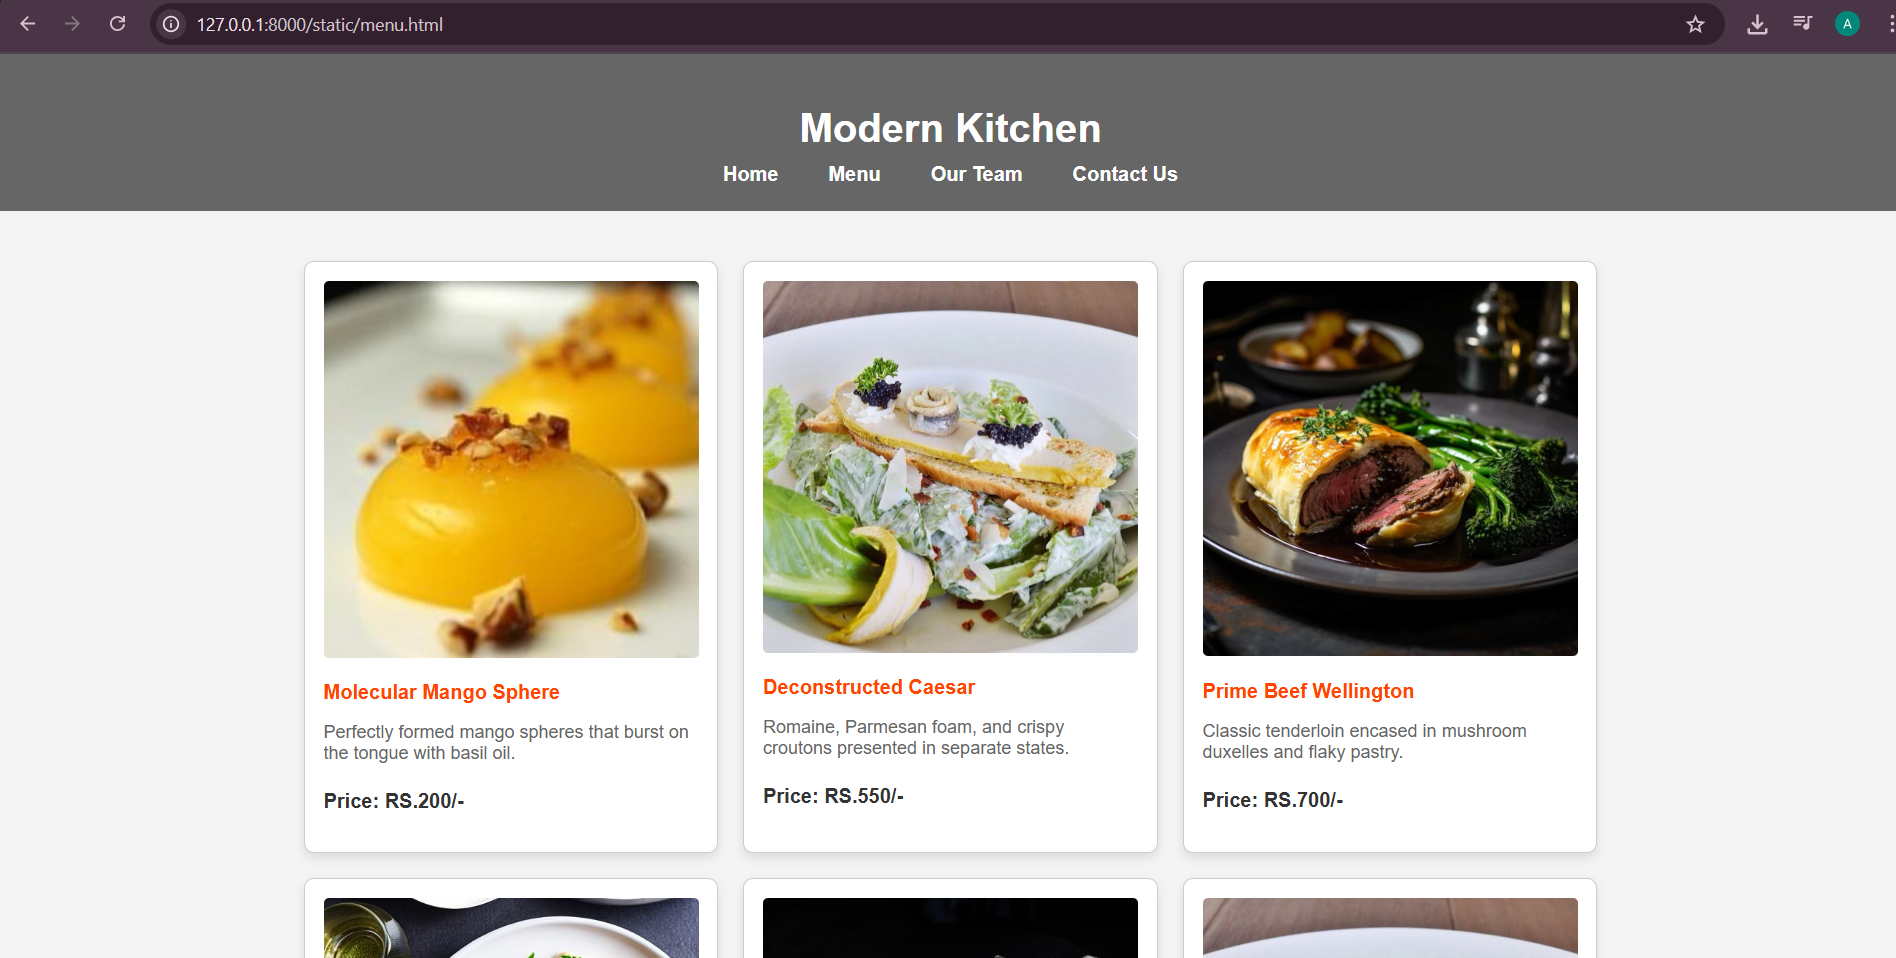 127.0.0.1:8000/static/menu.html
A
Modern Kitchen
Home Menu Our Team Contact Us
Molecular Mango Sphere
Perfectly formed mango spheres that burst on
the tongue with basil oil.
Price: RS.200/-
Deconstructed Caesar
Romaine, Parmesan foam, and crispy
croutons presented in separate states.
Price: RS.550/-
Prime Beef Wellington
Classic tenderloin encased in mushroom
duxelles and flaky pastry.
Price: RS.700/-